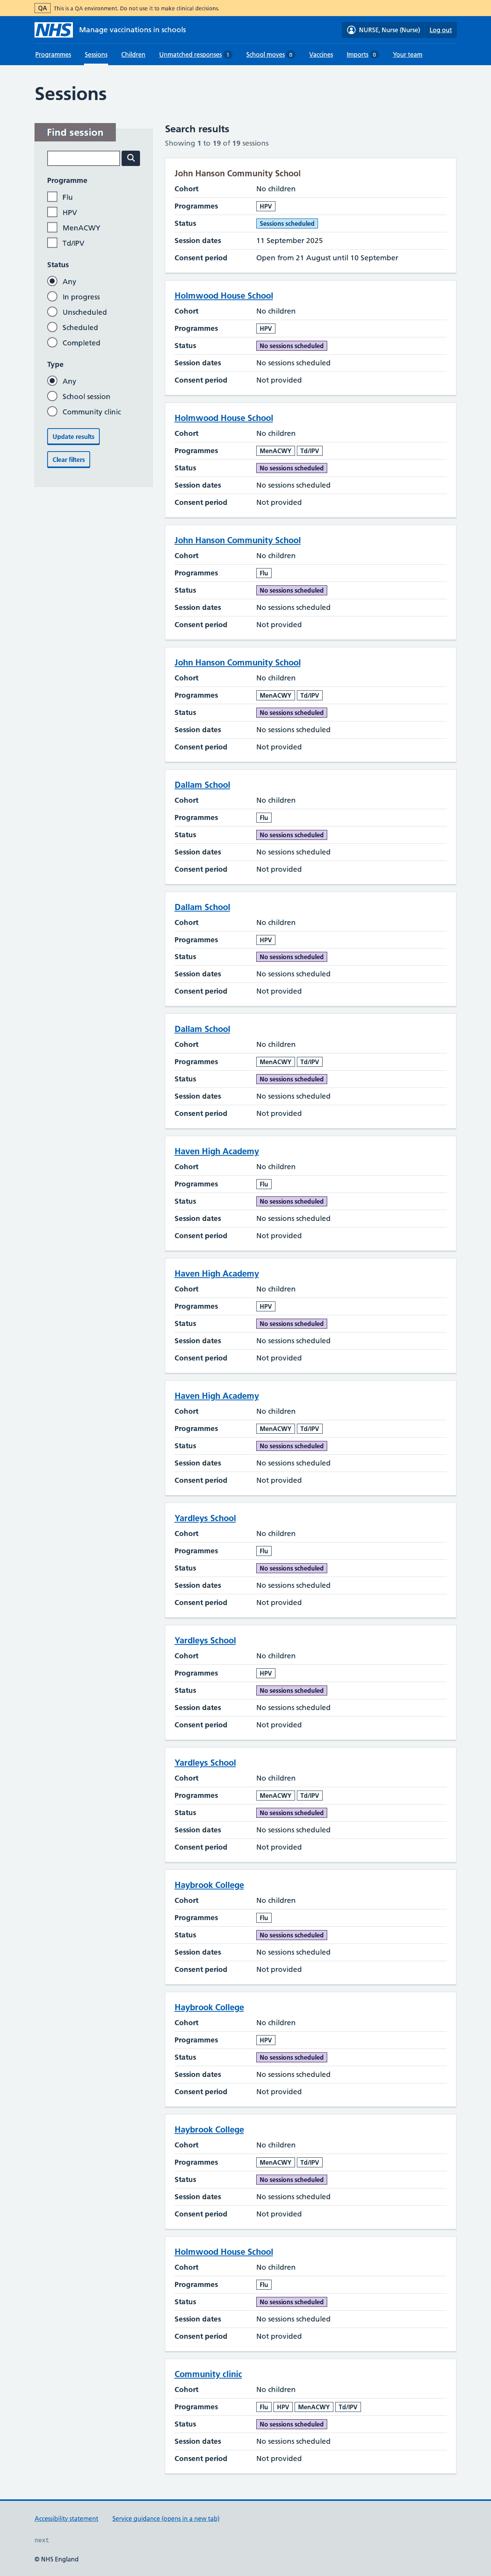 QA This is a QA environment. Do not use it to make clinical decisions.
NHS Manage vaccinations in schools NURSE, Nurse (Nurse) Log out
Programmes Sessions Children Unmatched responses 1 School moves 0 Vaccines Imports 0 Your team
Sessions
Find session
Programme
Flu
HPV
MenACWY
Td/IPV
Status
Any
In progress
Unscheduled
Scheduled
Completed
Type
Any
School session
Community clinic
Update results
Clear filters
Search results
Showing 1 to 19 of 19 sessions
John Hanson Community School
Cohort No children
Programmes HPV
Status Sessions scheduled
Session dates 11 September 2025
Consent period Open from 21 August until 10 September
Holmwood House School
Cohort No children
Programmes HPV
Status No sessions scheduled
Session dates No sessions scheduled
Consent period Not provided
Holmwood House School
Cohort No children
Programmes MenACWY Td/IPV
Status No sessions scheduled
Session dates No sessions scheduled
Consent period Not provided
John Hanson Community School
Cohort No children
Programmes Flu
Status No sessions scheduled
Session dates No sessions scheduled
Consent period Not provided
John Hanson Community School
Cohort No children
Programmes MenACWY Td/IPV
Status No sessions scheduled
Session dates No sessions scheduled
Consent period Not provided
Dallam School
Cohort No children
Programmes Flu
Status No sessions scheduled
Session dates No sessions scheduled
Consent period Not provided
Dallam School
Cohort No children
Programmes HPV
Status No sessions scheduled
Session dates No sessions scheduled
Consent period Not provided
Dallam School
Cohort No children
Programmes MenACWY Td/IPV
Status No sessions scheduled
Session dates No sessions scheduled
Consent period Not provided
Haven High Academy
Cohort No children
Programmes Flu
Status No sessions scheduled
Session dates No sessions scheduled
Consent period Not provided
Haven High Academy
Cohort No children
Programmes HPV
Status No sessions scheduled
Session dates No sessions scheduled
Consent period Not provided
Haven High Academy
Cohort No children
Programmes MenACWY Td/IPV
Status No sessions scheduled
Session dates No sessions scheduled
Consent period Not provided
Yardleys School
Cohort No children
Programmes Flu
Status No sessions scheduled
Session dates No sessions scheduled
Consent period Not provided
Yardleys School
Cohort No children
Programmes HPV
Status No sessions scheduled
Session dates No sessions scheduled
Consent period Not provided
Yardleys School
Cohort No children
Programmes MenACWY Td/IPV
Status No sessions scheduled
Session dates No sessions scheduled
Consent period Not provided
Haybrook College
Cohort No children
Programmes Flu
Status No sessions scheduled
Session dates No sessions scheduled
Consent period Not provided
Haybrook College
Cohort No children
Programmes HPV
Status No sessions scheduled
Session dates No sessions scheduled
Consent period Not provided
Haybrook College
Cohort No children
Programmes MenACWY Td/IPV
Status No sessions scheduled
Session dates No sessions scheduled
Consent period Not provided
Holmwood House School
Cohort No children
Programmes Flu
Status No sessions scheduled
Session dates No sessions scheduled
Consent period Not provided
Community clinic
Cohort No children
Programmes Flu HPV MenACWY Td/IPV
Status No sessions scheduled
Session dates No sessions scheduled
Consent period Not provided
Accessibility statement Service guidance (opens in a new tab)
next
© NHS England